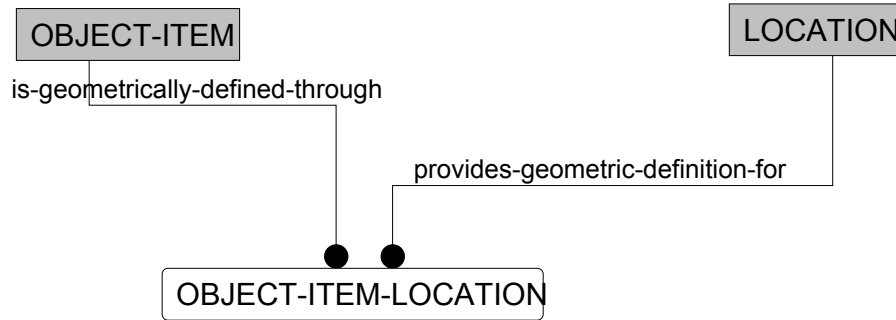 OBJECT-ITEM
LOCATION
is-geometrically-defined-through
provides-geometric-definition-for
OBJECT-ITEM-LOCATION